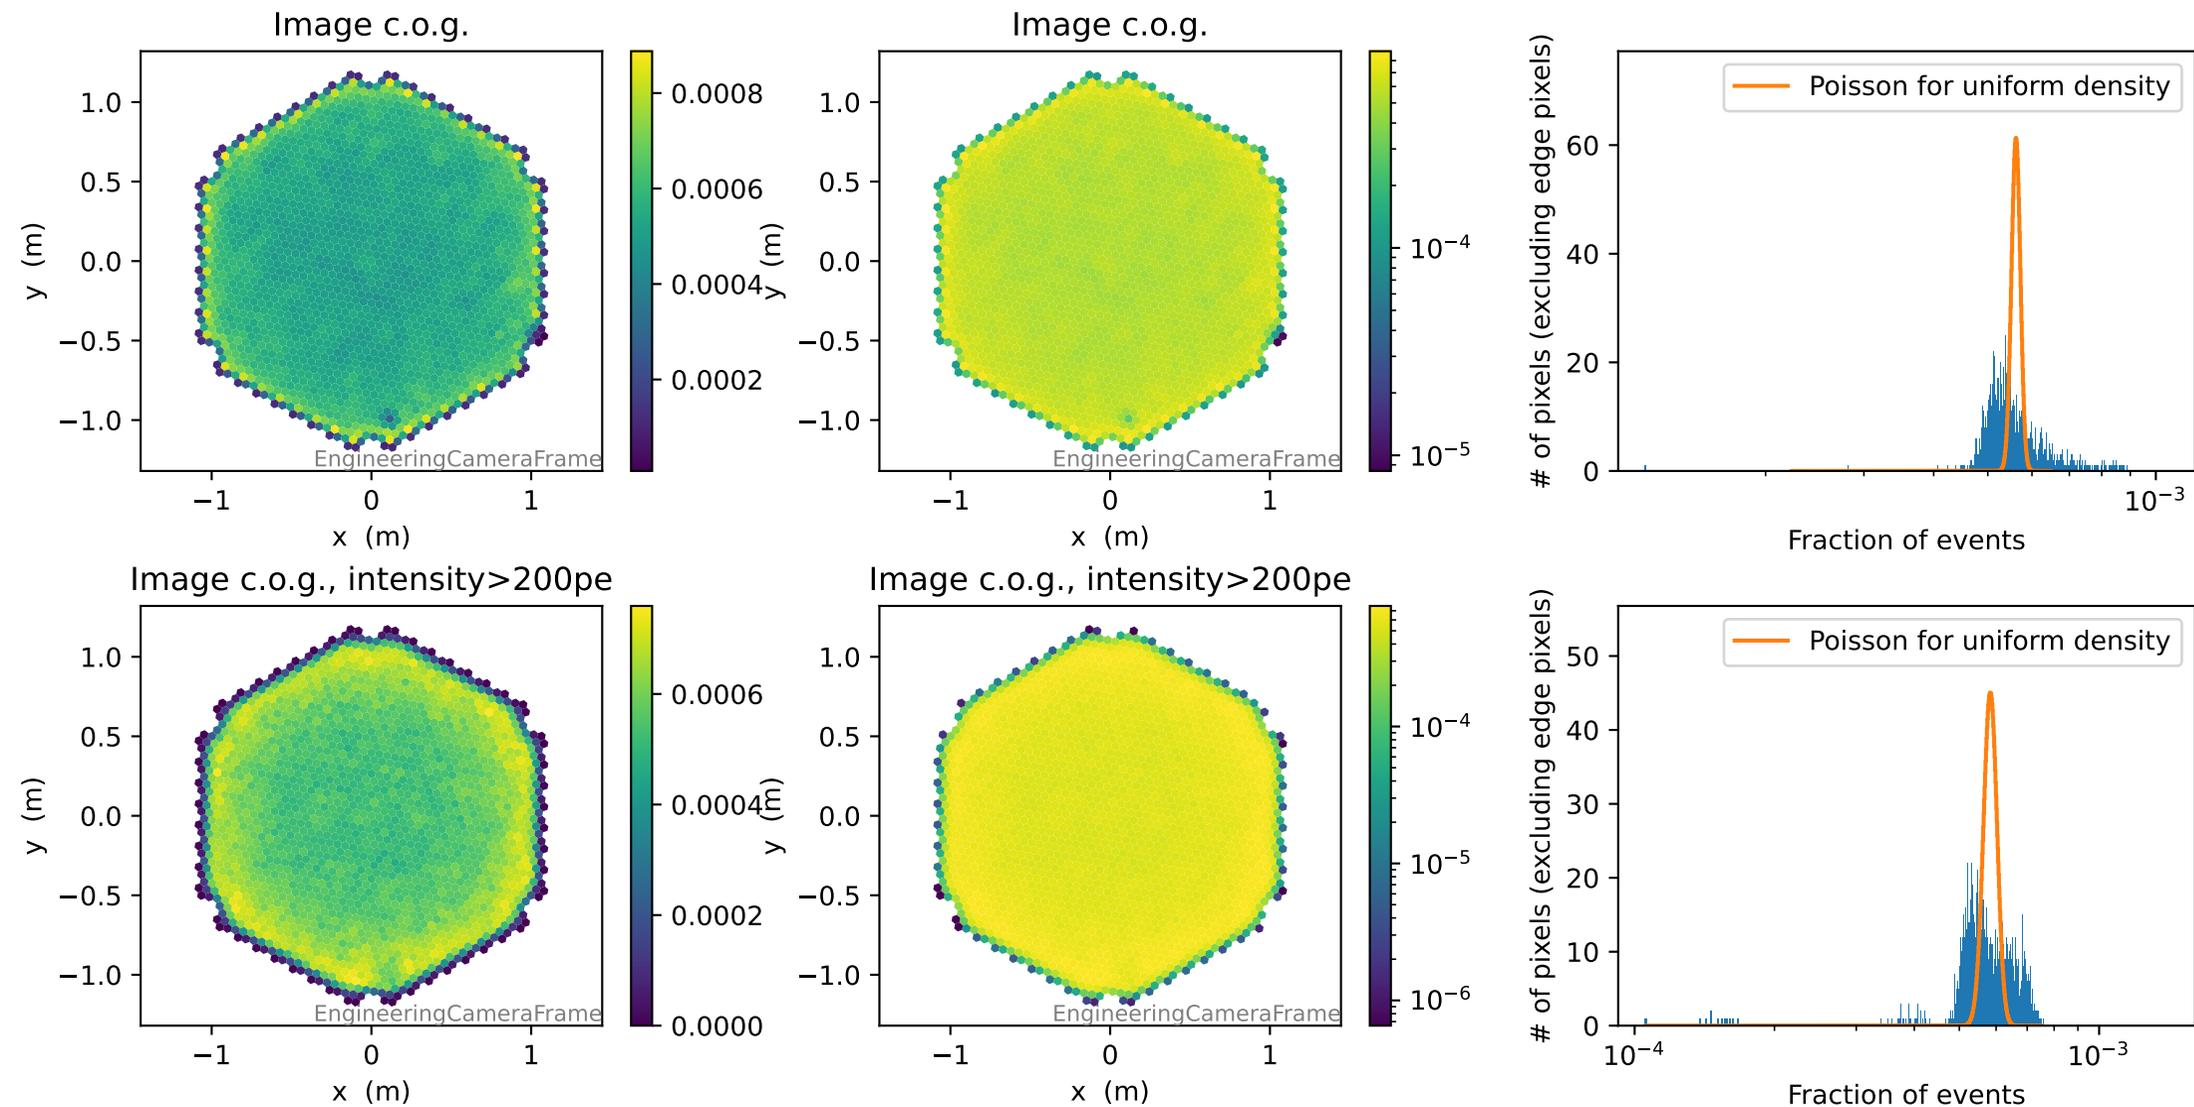 Image c.o.g.
1.0
0.5
0.0
−0.5
−1.0
y (m)
−1 0 1
x (m)
EngineeringCameraFrame
0.0008
0.0006
0.0004
0.0002
Image c.o.g.
1.0
0.5
0.0
−0.5
−1.0
y (m)
−1 0 1
x (m)
EngineeringCameraFrame
10−4
10−5
# of pixels (excluding edge pixels)
60
40
20
0
Poisson for uniform density
10−3
Fraction of events
Image c.o.g., intensity>200pe
1.0
0.5
0.0
−0.5
−1.0
y (m)
−1 0 1
x (m)
EngineeringCameraFrame
0.0006
0.0004
0.0002
0.0000
Image c.o.g., intensity>200pe
1.0
0.5
0.0
−0.5
−1.0
y (m)
−1 0 1
x (m)
EngineeringCameraFrame
10−4
10−5
10−6
# of pixels (excluding edge pixels)
50
40
30
20
10
0
Poisson for uniform density
10−4 10−3
Fraction of events